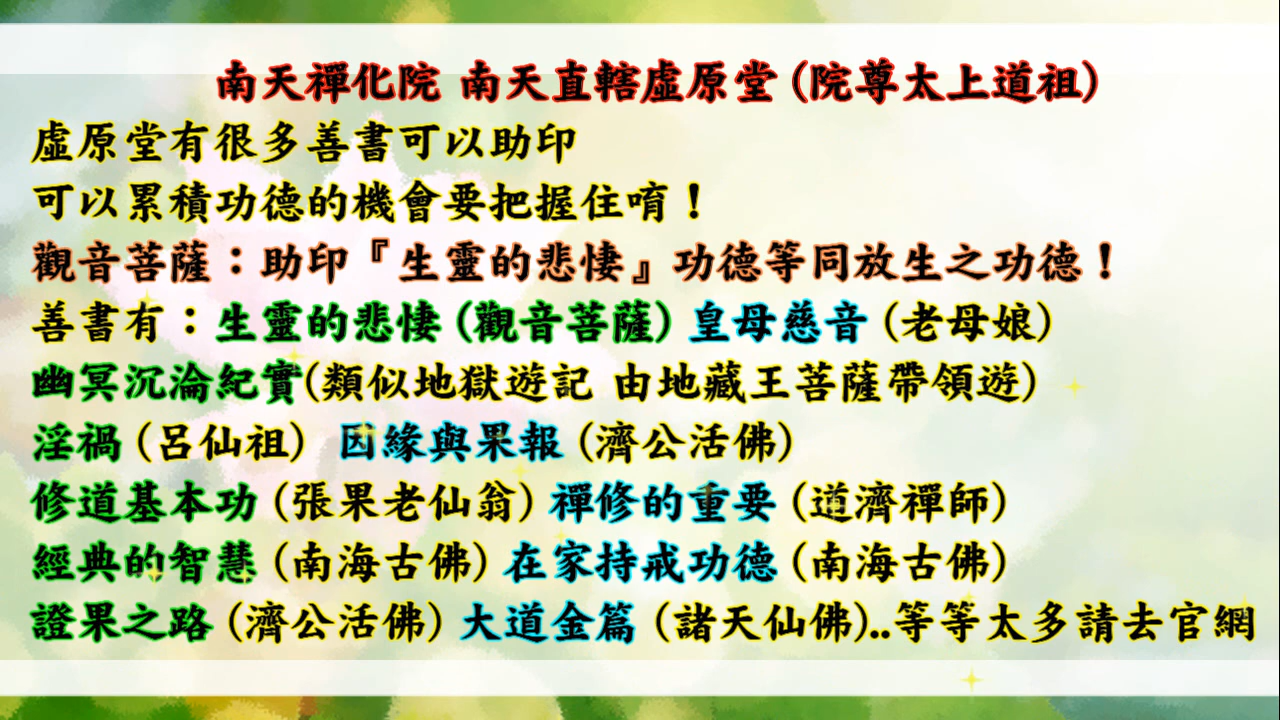 南天禪化院 南天直轄虛原堂 (院尊太上道祖)
虛原堂有很多善書可以助印
可以累積功德的機會要把握住唷！
觀音菩薩：助印『生靈的悲悽』功德等同放生之功德！
善書有：生靈的悲悽 (觀音菩薩) 皇母慈音 (老母娘)
幽冥沉淪紀實(類似地獄遊記 由地藏王菩薩帶領遊)
淫禍 (呂仙祖) 因緣與果報 (濟公活佛)
修道基本功 (張果老仙翁) 禪修的重要 (道濟禪師)
經典的智慧 (南海古佛) 在家持戒功德 (南海古佛)
證果之路 (濟公活佛) 大道金篇 (諸天仙佛)..等等太多請去官網